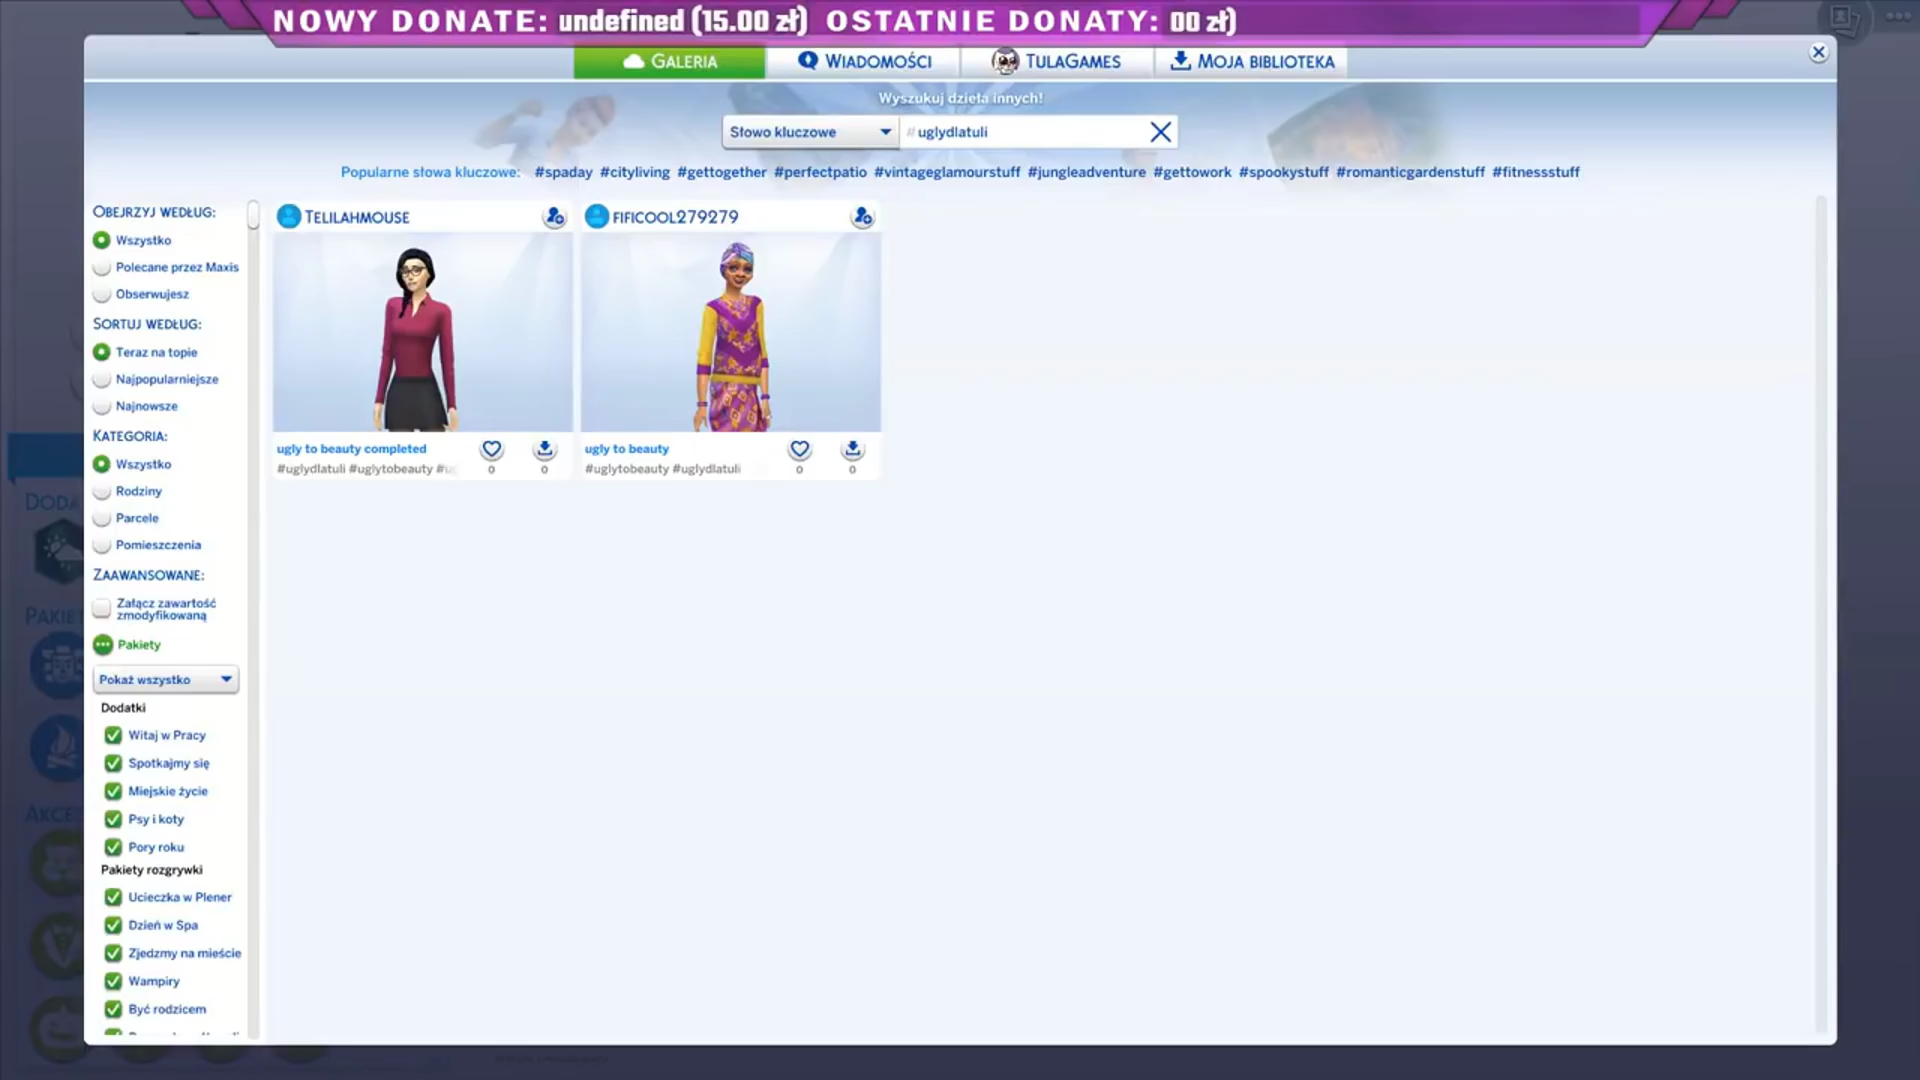 NOWY DONATE: undefined (15.00 zł) OSTATNIE DONATY: 00 zł)
GALERIA
WIADOMOŚCI
TULAGAMES
MOJA BIBLIOTEKA
Wyszukuj dzieła innych!
Słowo kluczowe
# uglydlatuli
Popularne słowa kluczowe: #spaday #cityliving #gettogether #perfectpatio #vintageglamourstuff #jungleadventure #gettowork #spookystuff #romanticgardenstuff #fitnessstuff
OBEJRZYJ WEDŁUG:
Wszystko
Polecane przez Maxis
Obserwujesz
SORTUJ WEDŁUG:
Teraz na topie
Najpopularniejsze
Najnowsze
KATEGORIA:
Wszystko
Rodziny
Parcele
Pomieszczenia
ZAAWANSOWANE:
Załącz zawartość
zmodyfikowaną
Pakiety
Pokaż wszystko
Dodatki
Witaj w Pracy
Spotkajmy się
Miejskie życie
Psy i koty
Pory roku
Pakiety rozgrywki
Ucieczka w Plener
Dzień w Spa
Zjedzmy na mieście
Wampiry
Być rodzicem
TELILAHMOUSE
ugly to beauty completed
0
0
#uglydlatuli #uglytobeauty #ug
FIFICOOL279279
ugly to beauty
0
0
#uglytobeauty #uglydlatuli
DODA
PAKIET
AKCE